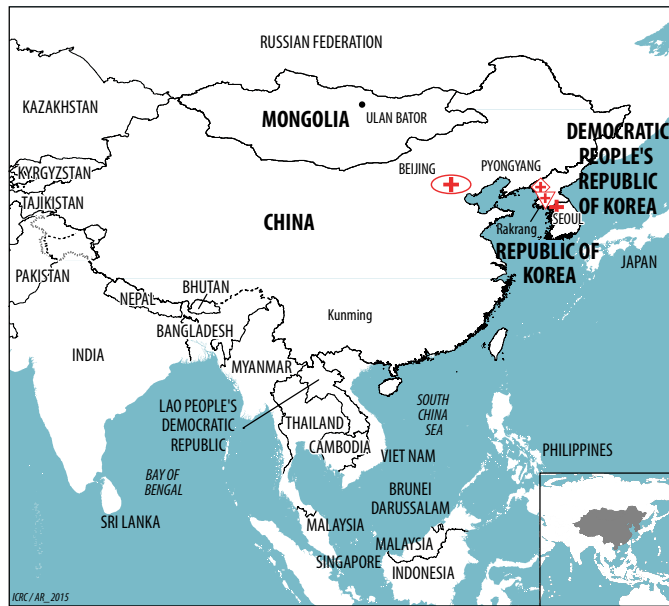 RUSSIAN FEDERATION
KAZAKHSTAN
MONGOLIA
ULAN BATOR
KYRGYZSTAN
TAJIKISTAN
BEIJING
PYONGYANG
DEMOCRATIC
PEOPLE'S
REPUBLIC
OF KOREA
CHINA
Rakrang
SEOUL
REPUBLIC OF
KOREA
JAPAN
PAKISTAN
NEPAL
BHUTAN
BANGLADESH
Kunming
INDIA
MYANMAR
LAO PEOPLE'S
DEMOCRATIC
REPUBLIC
THAILAND
CAMBODIA
VIET NAM
SOUTH
CHINA
SEA
PHILIPPINES
BAY OF
BENGAL
SRI LANKA
BRUNEI
DARUSSALAM
MALAYSIA
MALAYSIA
SINGAPORE
INDONESIA
ICRC / AR_2015